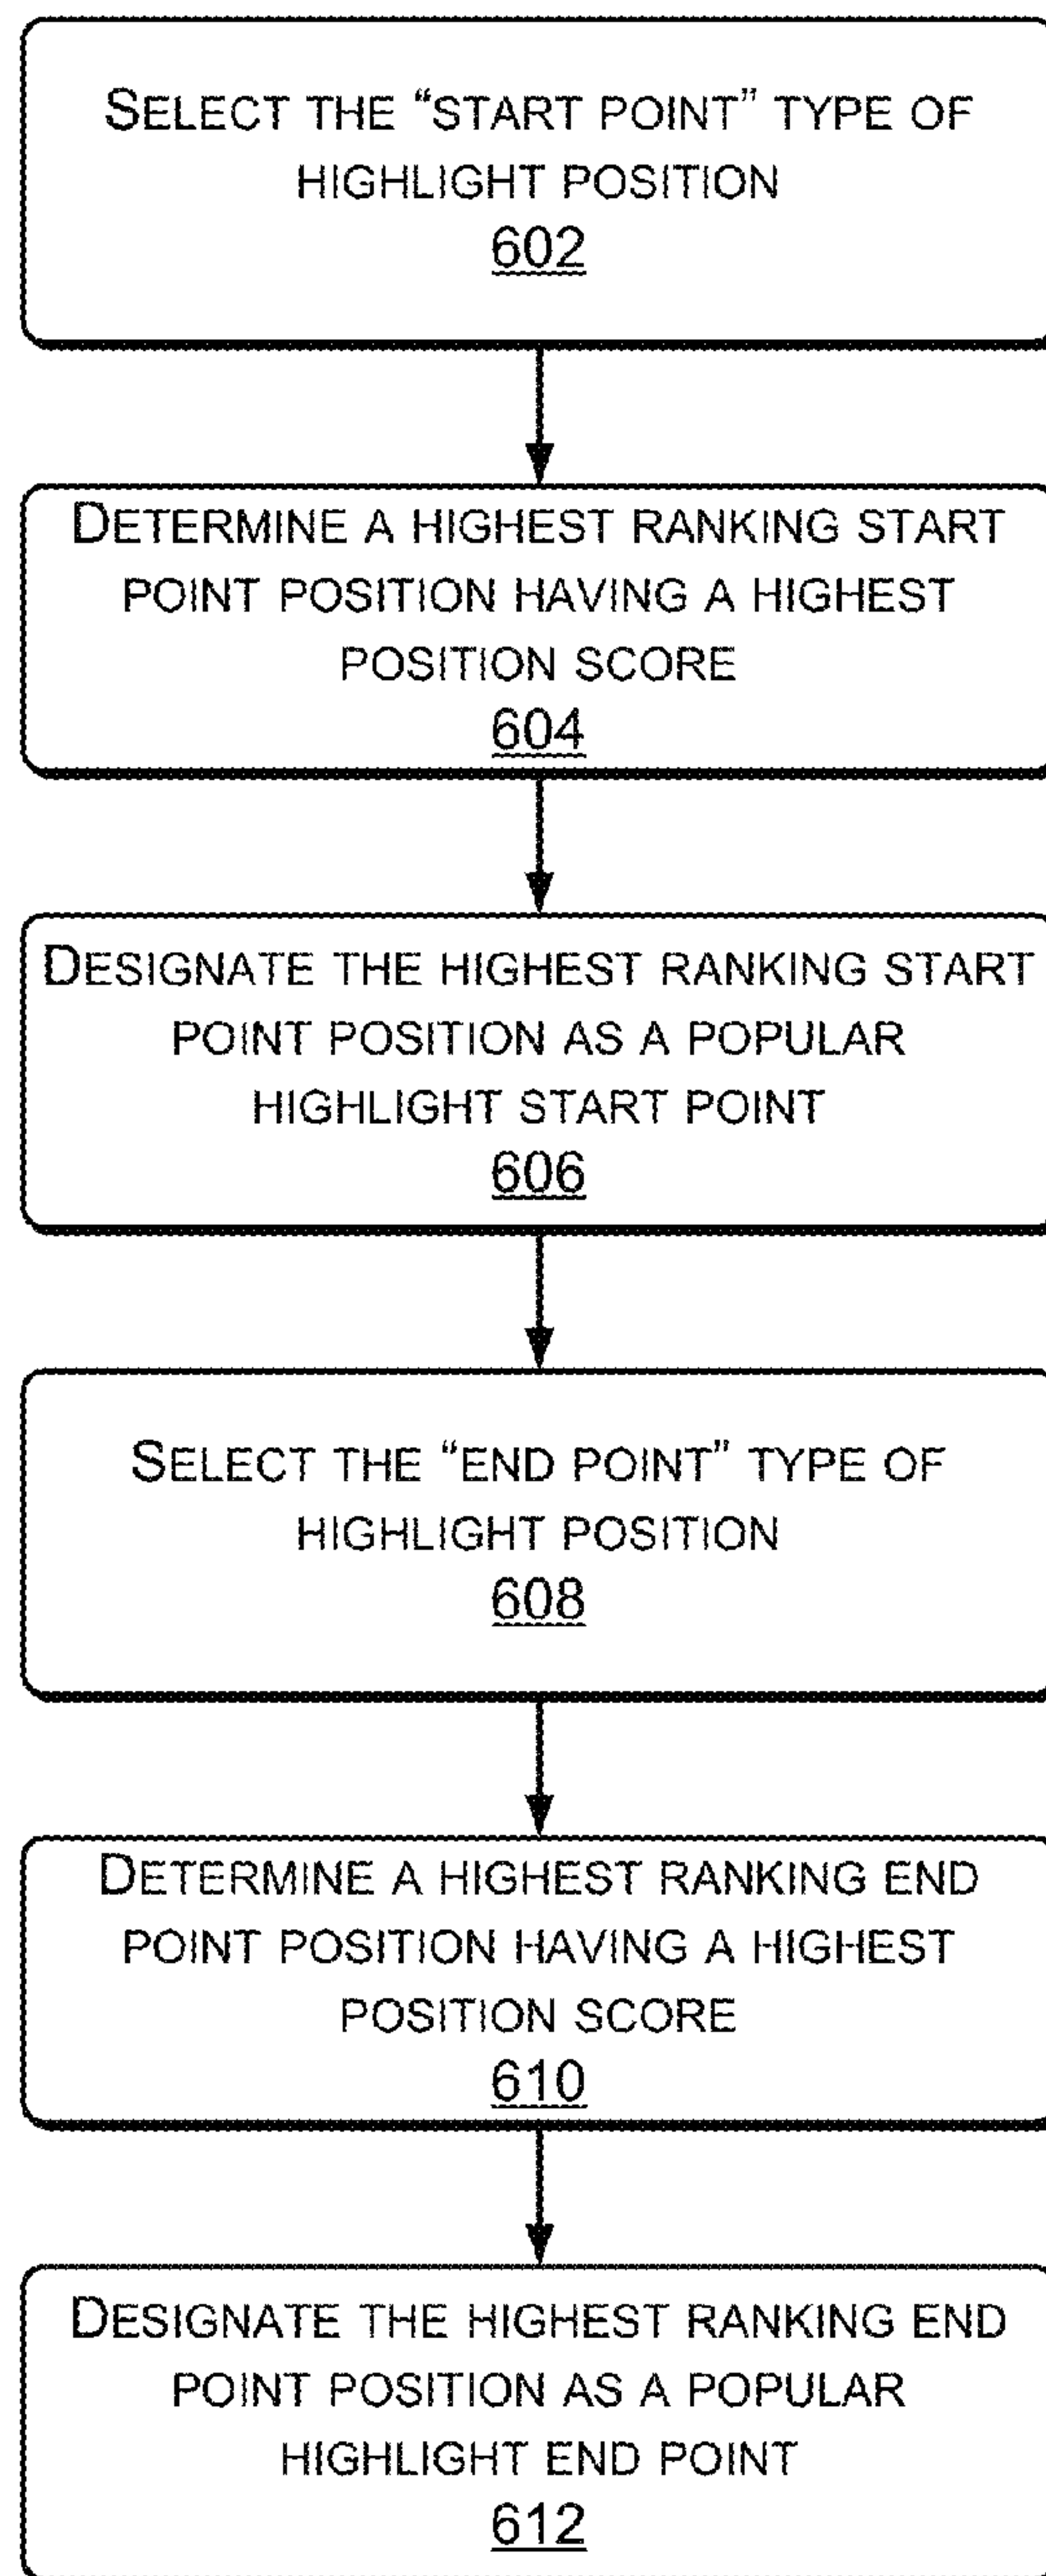 SELECT THE “START POINT” TYPE OF
HIGHLIGHT POSITION
602
DETERMINE A HIGHEST RANKING START
POINT POSITION HAVING A HIGHEST
POSITION SCORE
604
DESIGNATE THE HIGHEST RANKING START
POINT POSITION AS A POPULAR
HIGHLIGHT START POINT
606
SELECT THE “END POINT” TYPE OF
HIGHLIGHT POSITION
608
DETERMINE A HIGHEST RANKING END
POINT POSITION HAVING A HIGHEST
POSITION SCORE
610
DESIGNATE THE HIGHEST RANKING END
POINT POSITION AS A POPULAR
HIGHLIGHT END POINT
612